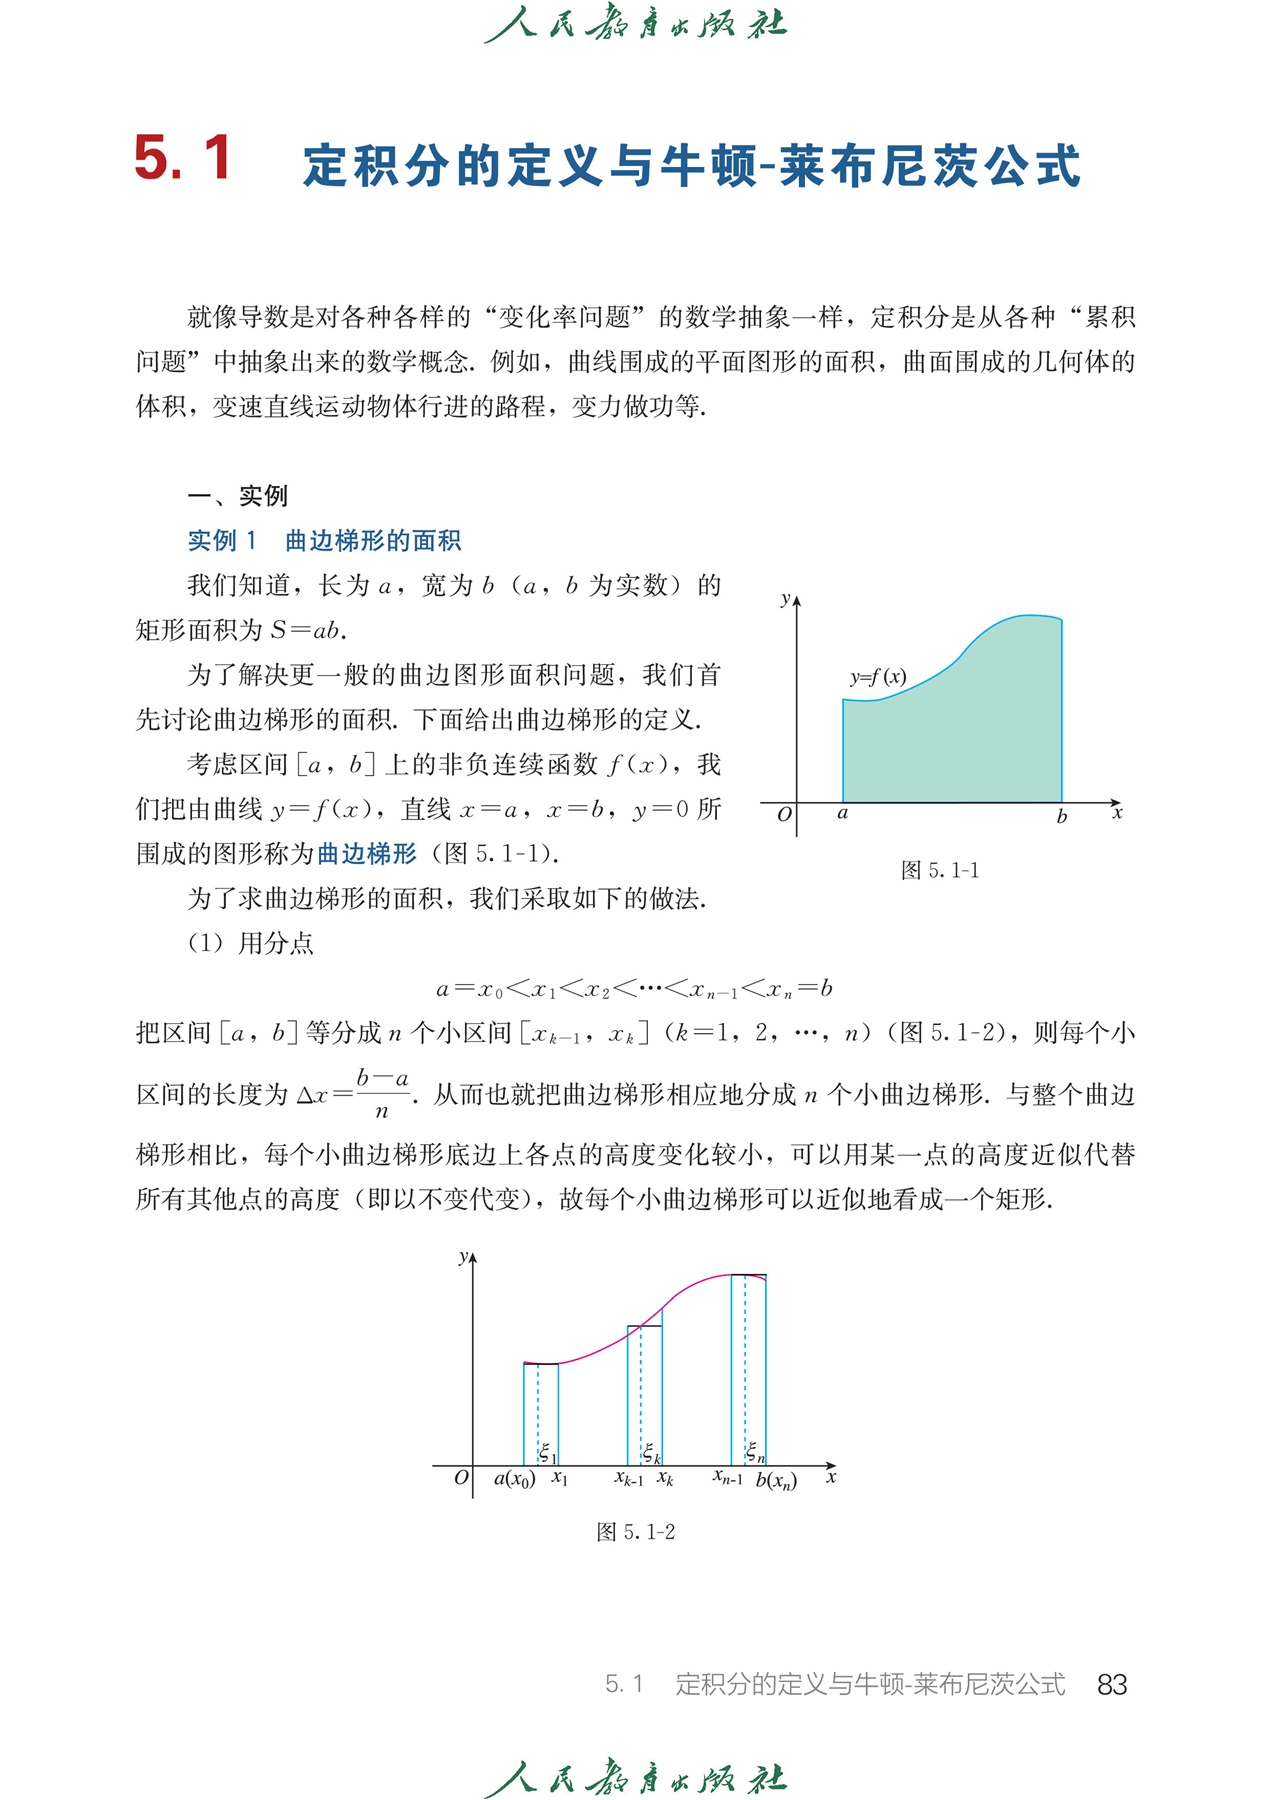 人民教育出版社
5.1 定积分的定义与牛顿-莱布尼茨公式
就像导数是对各种各样的“变化率问题”的数学抽象一样，定积分是从各种“累积
问题”中抽象出来的数学概念. 例如，曲线围成的平面图形的面积，曲面围成的几何体的
体积，变速直线运动物体行进的路程，变力做功等.
一、实例
实例 1 曲边梯形的面积
我们知道，长为 a，宽为 b（a，b 为实数）的
矩形面积为 S=ab.
为了解决更一般的曲边图形面积问题，我们首
先讨论曲边梯形的面积. 下面给出曲边梯形的定义.
考虑区间[a，b]上的非负连续函数 f(x)，我
们把由曲线 y=f(x)，直线 x=a，x=b，y=0 所
围成的图形称为曲边梯形（图 5.1-1）.
y
y=f(x)
O a b x
图 5.1-1
为了求曲边梯形的面积，我们采取如下的做法.
（1）用分点
a=x₀<x₁<x₂<…<xₙ₋₁<xₙ=b
把区间[a，b]等分成 n 个小区间[xₖ₋₁，xₖ]（k=1，2，…，n）（图 5.1-2），则每个小
区间的长度为 Δx=(b-a)/n. 从而也就把曲边梯形相应地分成 n 个小曲边梯形. 与整个曲边
梯形相比，每个小曲边梯形底边上各点的高度变化较小，可以用某一点的高度近似代替
所有其他点的高度（即以不变代变），故每个小曲边梯形可以近似地看成一个矩形.
y
ξ₁ ξₖ ξₙ
O a(x₀) x₁ xₖ₋₁ xₖ xₙ₋₁ b(xₙ) x
图 5.1-2
5.1 定积分的定义与牛顿-莱布尼茨公式 83
人民教育出版社